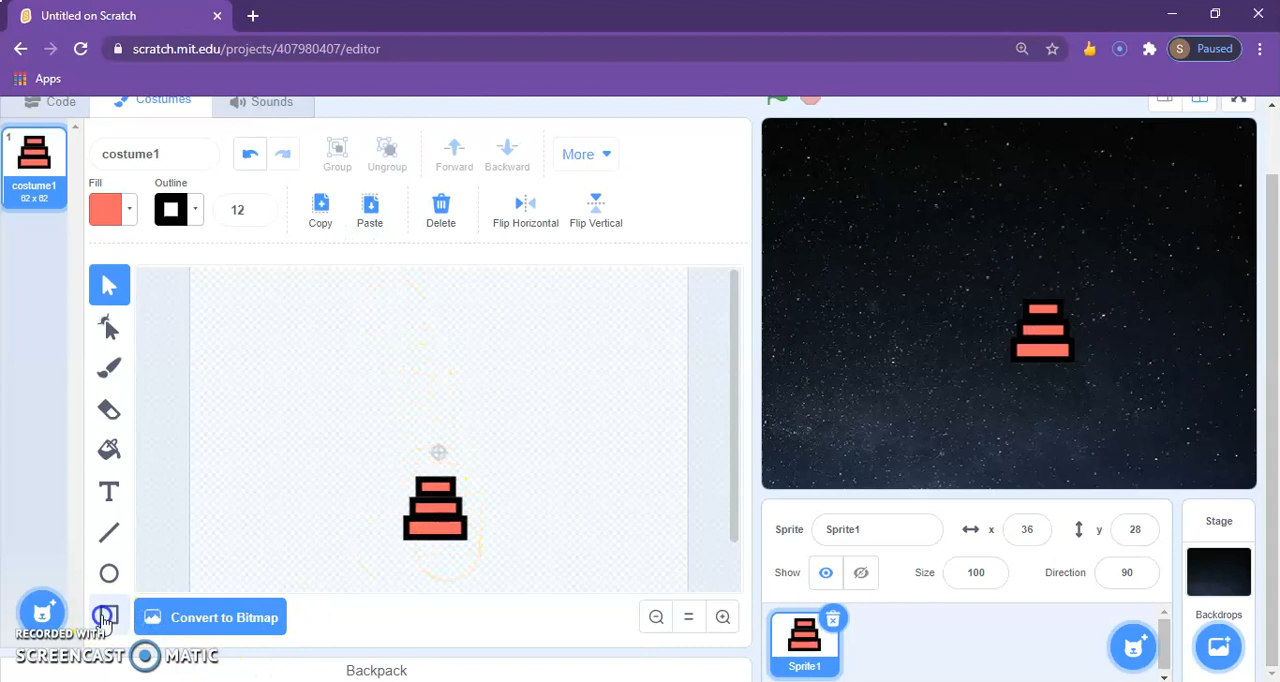 Untitled on Scratch
scratch.mit.edu/projects/407980407/editor
S Paused
Apps
Code
Costumes
Sounds
1
costume1
62 x 62
costume1
Group
Ungroup
Forward
Backward
More
Fill
Outline
12
Copy
Paste
Delete
Flip Horizontal
Flip Vertical
T
Convert to Bitmap
RECORDED WITH
SCREENCAST MATIC
Backpack
Sprite
Sprite1
x
36
y
28
Show
Size
100
Direction
90
Sprite1
Stage
Backdrops